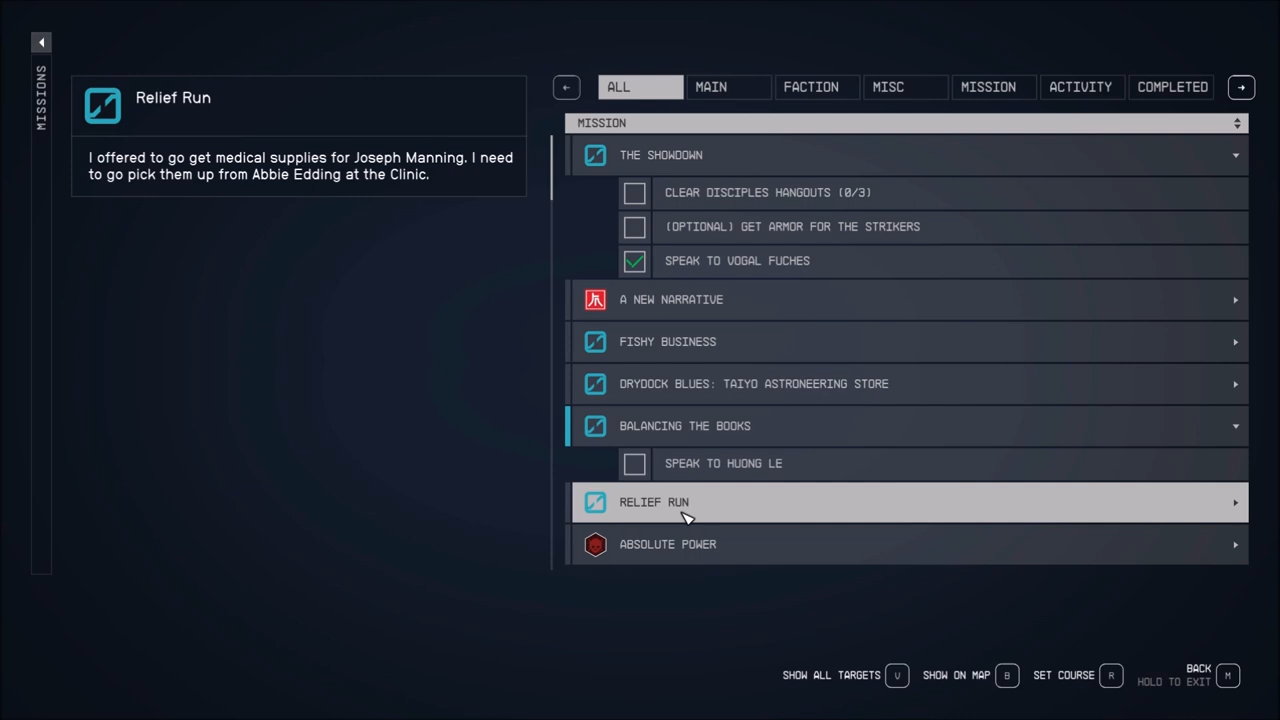 MISSIONS
Relief Run
I offered to go get medical supplies for Joseph Manning. I need
to go pick them up from Abbie Edding at the Clinic.
ALL MAIN FACTION MISC MISSION ACTIVITY COMPLETED
MISSION
THE SHOWDOWN
CLEAR DISCIPLES HANGOUTS (0/3)
(OPTIONAL) GET ARMOR FOR THE STRIKERS
SPEAK TO VOGAL FUCHES
A NEW NARRATIVE
FISHY BUSINESS
DRYDOCK BLUES: TAIYO ASTRONEERING STORE
BALANCING THE BOOKS
SPEAK TO HUONG LE
RELIEF RUN
ABSOLUTE POWER
SHOW ALL TARGETS V SHOW ON MAP B SET COURSE R BACK M
HOLD TO EXIT